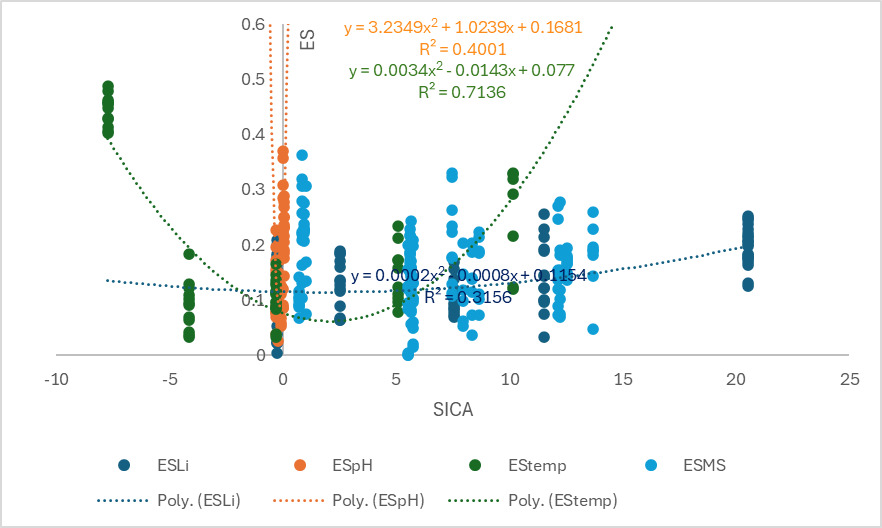 0.6
ES
y = 3.2349x² + 1.0239x + 0.1681
R² = 0.4001
y = 0.0034x² - 0.0143x + 0.077
R² = 0.7136
0.5
0.4
0.3
0.2
y = 0.0002x² - 0.0008x + 0.1154
R² = 0.3156
0.1
0
-10 -5 0 5 10 15 20 25
SICA
ESLi ESpH EStemp ESMS
Poly. (ESLi) Poly. (ESpH) Poly. (EStemp)